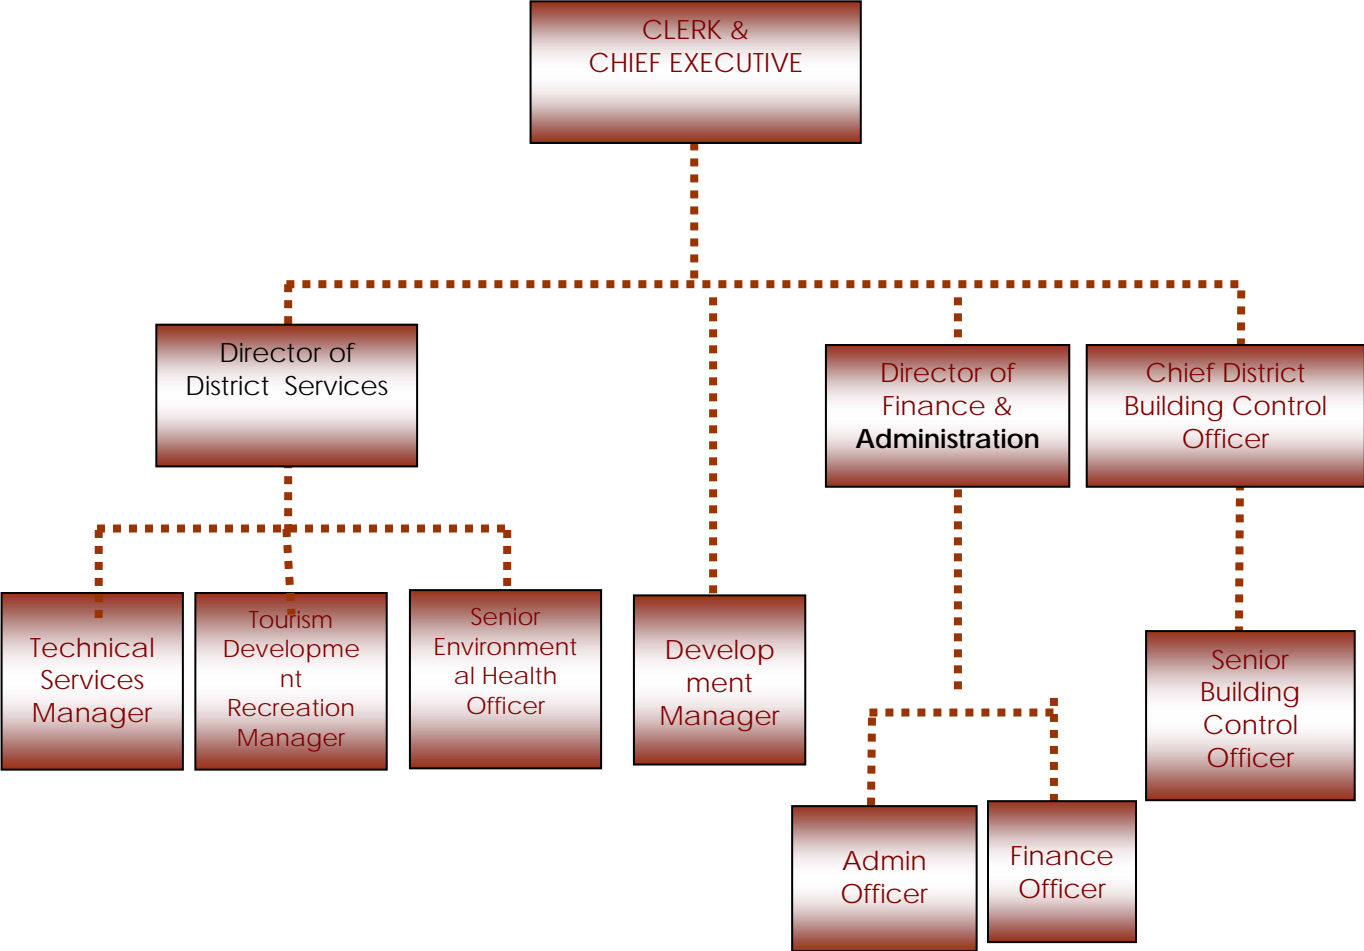 CLERK &
CHIEF EXECUTIVE
Director of
District Services
Director of
Finance &
Administration
Chief District
Building Control
Officer
Technical
Services
Manager
Tourism
Developme
nt
Recreation
Manager
Senior
Environment
al Health
Officer
Develop
ment
Manager
Senior
Building
Control
Officer
Admin
Officer
Finance
Officer